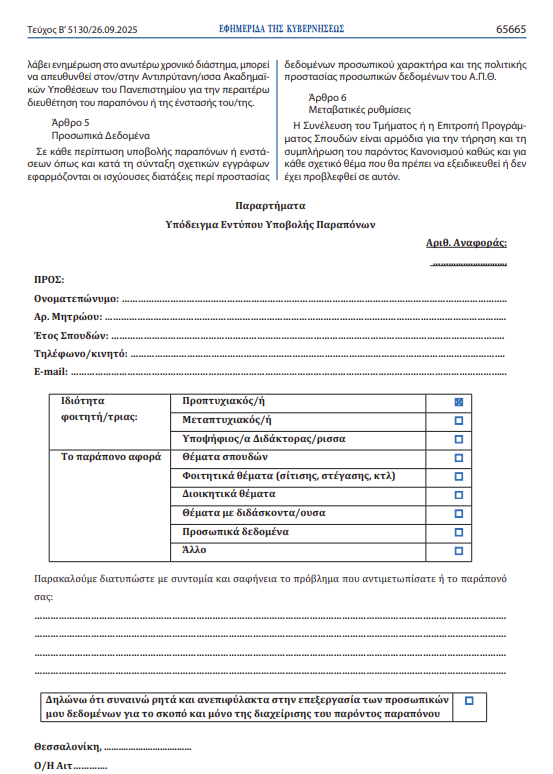 Τεύχος Β’ 5130/26.09.2025
ΕΦΗΜΕΡΙΔΑ ΤΗΣ ΚΥΒΕΡΝΗΣΕΩΣ
65665
λάβει ενημέρωση στο ανωτέρω χρονικό διάστημα, μπορεί
να απευθυνθεί στον/στην Αντιπρύτανη/ισσα Ακαδημαϊ-
κών Υποθέσεων του Πανεπιστημίου για την περαιτέρω
διευθέτηση του παραπόνου ή της ένστασής του/της.
Άρθρο 5
Προσωπικά Δεδομένα
Σε κάθε περίπτωση υποβολής παραπόνων ή ενστά-
σεων όπως και κατά τη σύνταξη σχετικών εγγράφων
εφαρμόζονται οι ισχύουσες διατάξεις περί προστασίας
δεδομένων προσωπικού χαρακτήρα και της πολιτικής
προστασίας προσωπικών δεδομένων του Α.Π.Θ.
Άρθρο 6
Μεταβατικές ρυθμίσεις
Η Συνέλευση του Τμήματος ή η Επιτροπή Προγράμ-
ματος Σπουδών είναι αρμόδια για την τήρηση και τη
συμπλήρωση του παρόντος Κανονισμού καθώς και για
κάθε σχετικό θέμα που θα πρέπει να εξειδικευθεί ή δεν
έχει προβλεφθεί σε αυτόν.
Παραρτήματα
Υπόδειγμα Εντύπου Υποβολής Παραπόνων
Αριθ. Αναφοράς:
............................
ΠΡΟΣ:
Ονοματεπώνυμο: ........................................................................
Αρ. Μητρώου: ........................................................................
Έτος Σπουδών: ........................................................................
Τηλέφωνο/κινητό: ........................................................................
E-mail: ........................................................................
Ιδιότητα φοιτητή/τριας:
Προπτυχιακός/ή ☒
Μεταπτυχιακός/ή ☐
Υποψήφιος/α Διδάκτορας/ρισσα ☐
Το παράπονο αφορά
Θέματα σπουδών ☐
Φοιτητικά θέματα (σίτισης, στέγασης, κτλ) ☐
Διοικητικά θέματα ☐
Θέματα με διδάσκοντα/ουσα ☐
Προσωπικά δεδομένα ☐
Άλλο ☐
Παρακαλούμε διατυπώστε με συντομία και σαφήνεια το πρόβλημα που αντιμετωπίσατε ή το παράπονό
σας:
........................................................................
........................................................................
........................................................................
........................................................................
Δηλώνω ότι συναινώ ρητά και ανεπιφύλακτα στην επεξεργασία των προσωπικών ☐
μου δεδομένων για το σκοπό και μόνο της διαχείρισης του παρόντος παραπόνου
Θεσσαλονίκη, ................................
Ο/Η Αιτ............